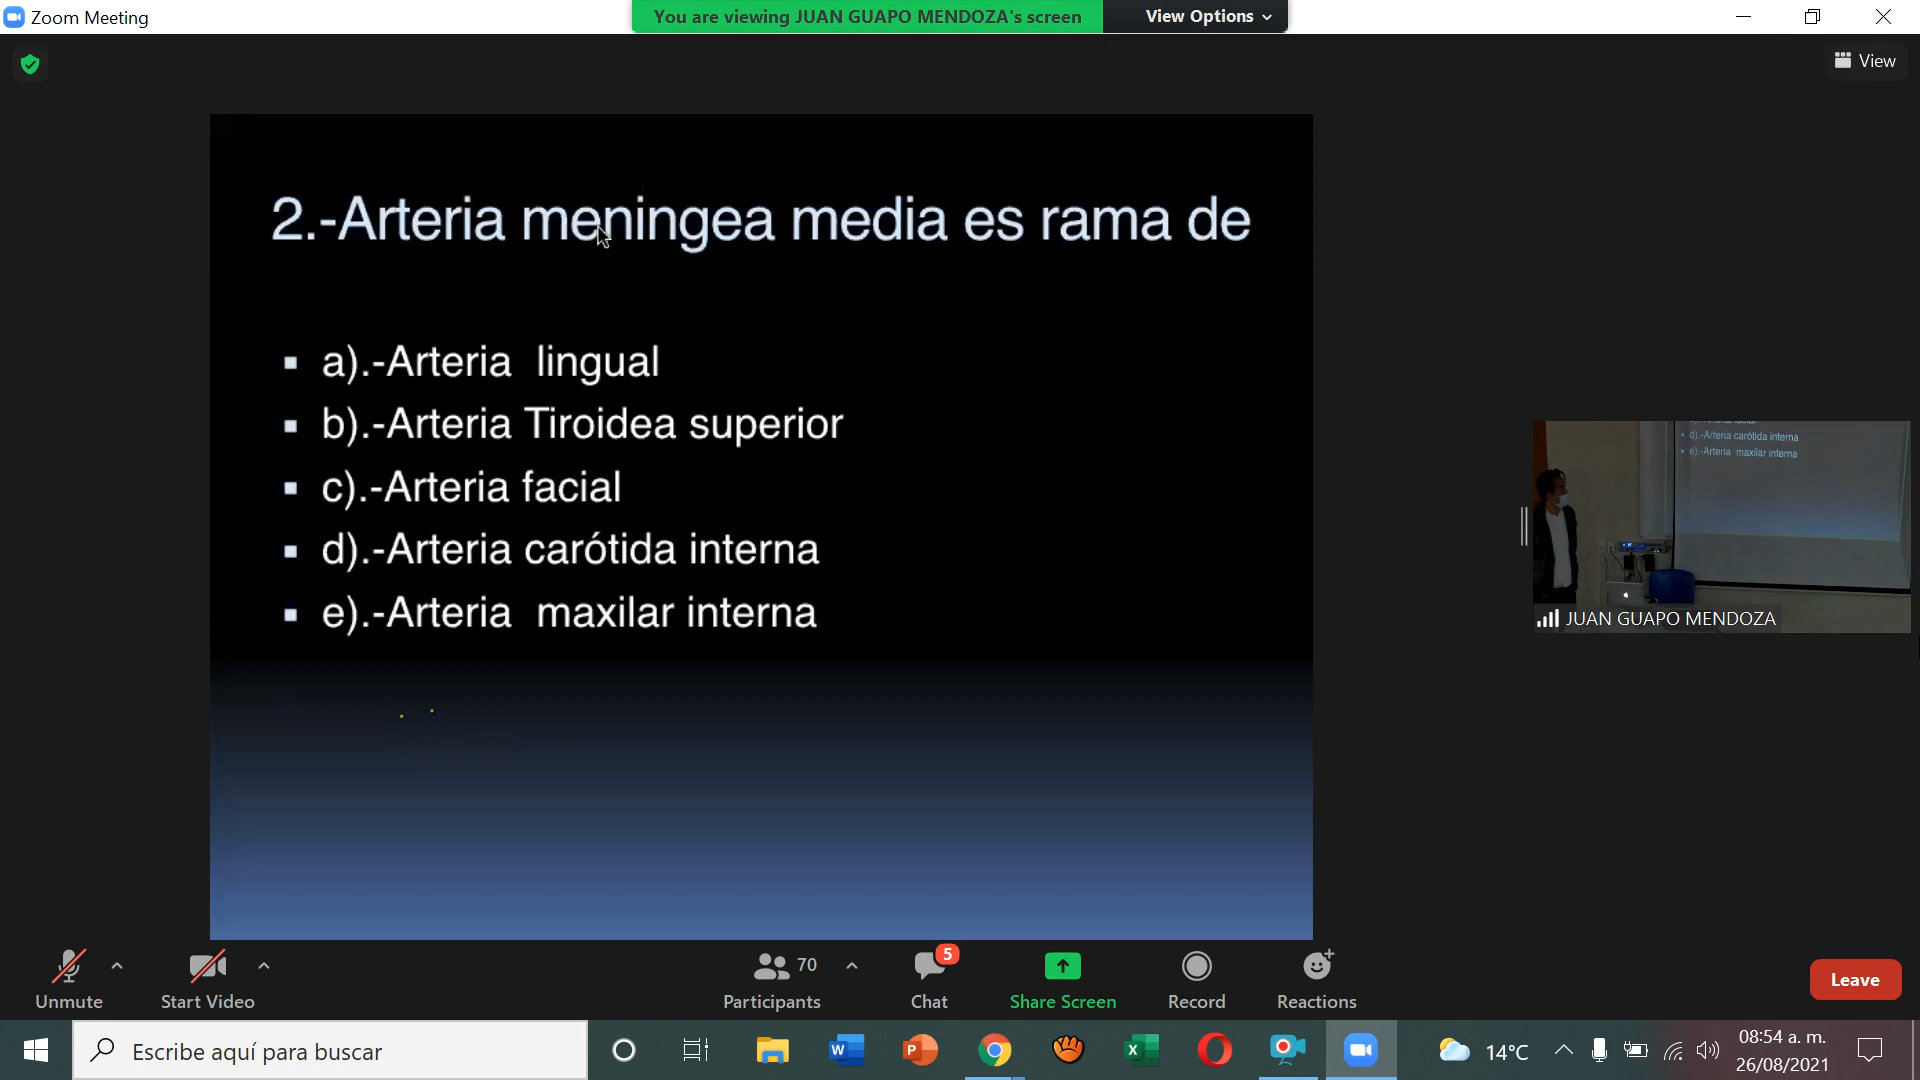 Zoom Meeting
You are viewing JUAN GUAPO MENDOZA's screen
View Options
View
2.-Arteria meningea media es rama de
a).-Arteria lingual
b).-Arteria Tiroidea superior
c).-Arteria facial
d).-Arteria carótida interna
e).-Arteria maxilar interna
d).-Arteria carótida interna
e).-Arteria maxilar interna
JUAN GUAPO MENDOZA
Unmute
Start Video
70
Participants
5
Chat
Share Screen
Record
Reactions
Leave
Escribe aquí para buscar
14°C
08:54 a. m.
26/08/2021